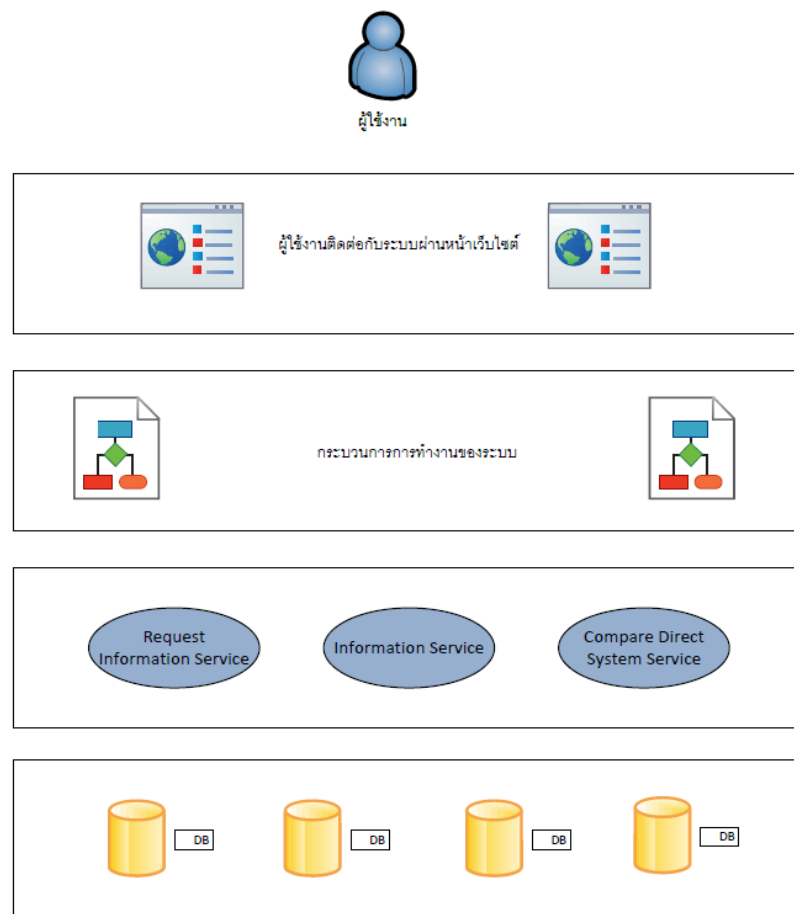 ผู้ใช้งาน
ผู้ใช้งานติดต่อกับระบบผ่านหน้าเว็บไซต์
กระบวนการการทำงานของระบบ
Request
Information Service
Information Service
Compare Direct
System Service
DB
DB
DB
DB